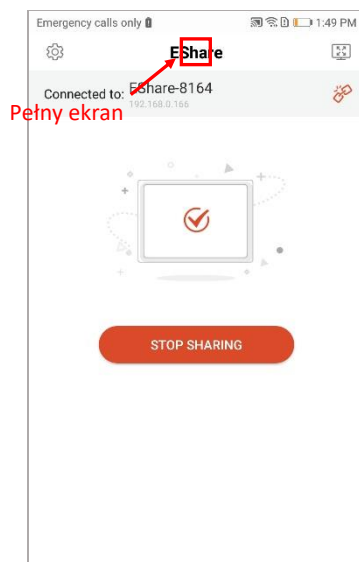 Emergency calls only 1:49 PM
EShare
Connected to: EShare-8164
192.168.0.166
Pełny ekran
STOP SHARING